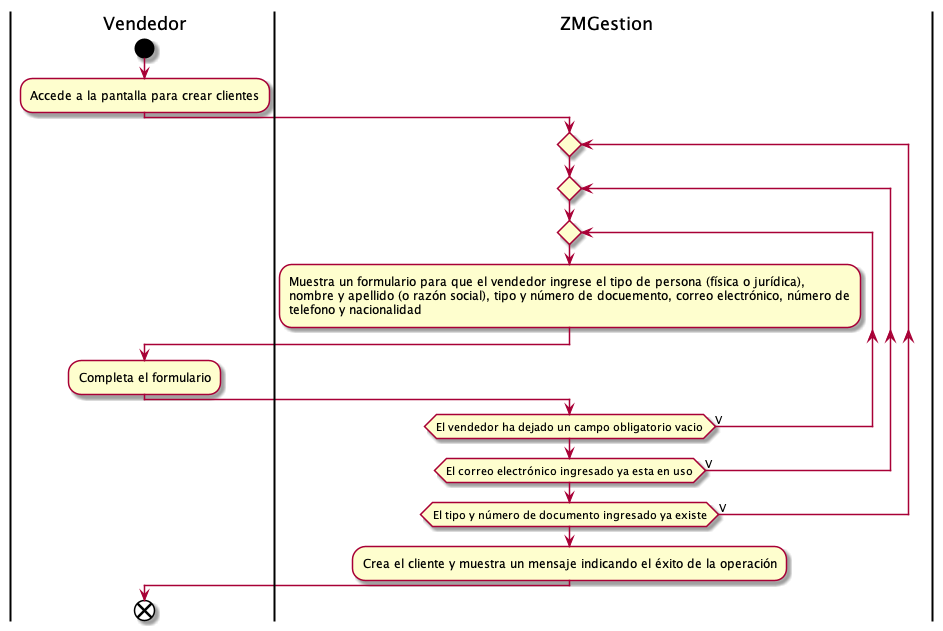 Vendedor
ZMGestion
Accede a la pantalla para crear clientes
Muestra un formulario para que el vendedor ingrese el tipo de persona (física o jurídica),
nombre y apellido (o razón social), tipo y número de docuemento, correo electrónico, número de
telefono y nacionalidad
Completa el formulario
El vendedor ha dejado un campo obligatorio vacio
V
El correo electrónico ingresado ya esta en uso
V
El tipo y número de documento ingresado ya existe
V
Crea el cliente y muestra un mensaje indicando el éxito de la operación